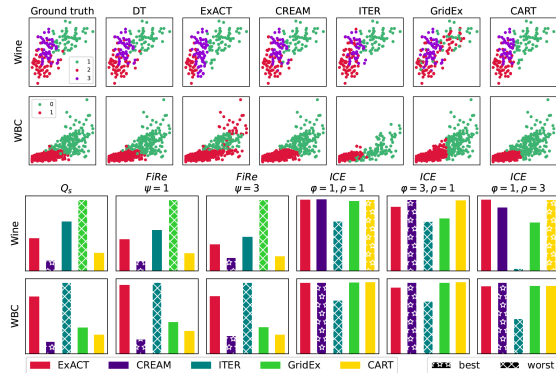 Ground truth DT ExACT CREAM ITER GridEx CART
Wine
1
2
3
WBC
0
1
Qs FiRe ψ = 1 FiRe ψ = 3 ICE φ = 1, ρ = 1 ICE φ = 3, ρ = 1 ICE φ = 1, ρ = 3
Wine
WBC
ExACT CREAM ITER GridEx CART best worst